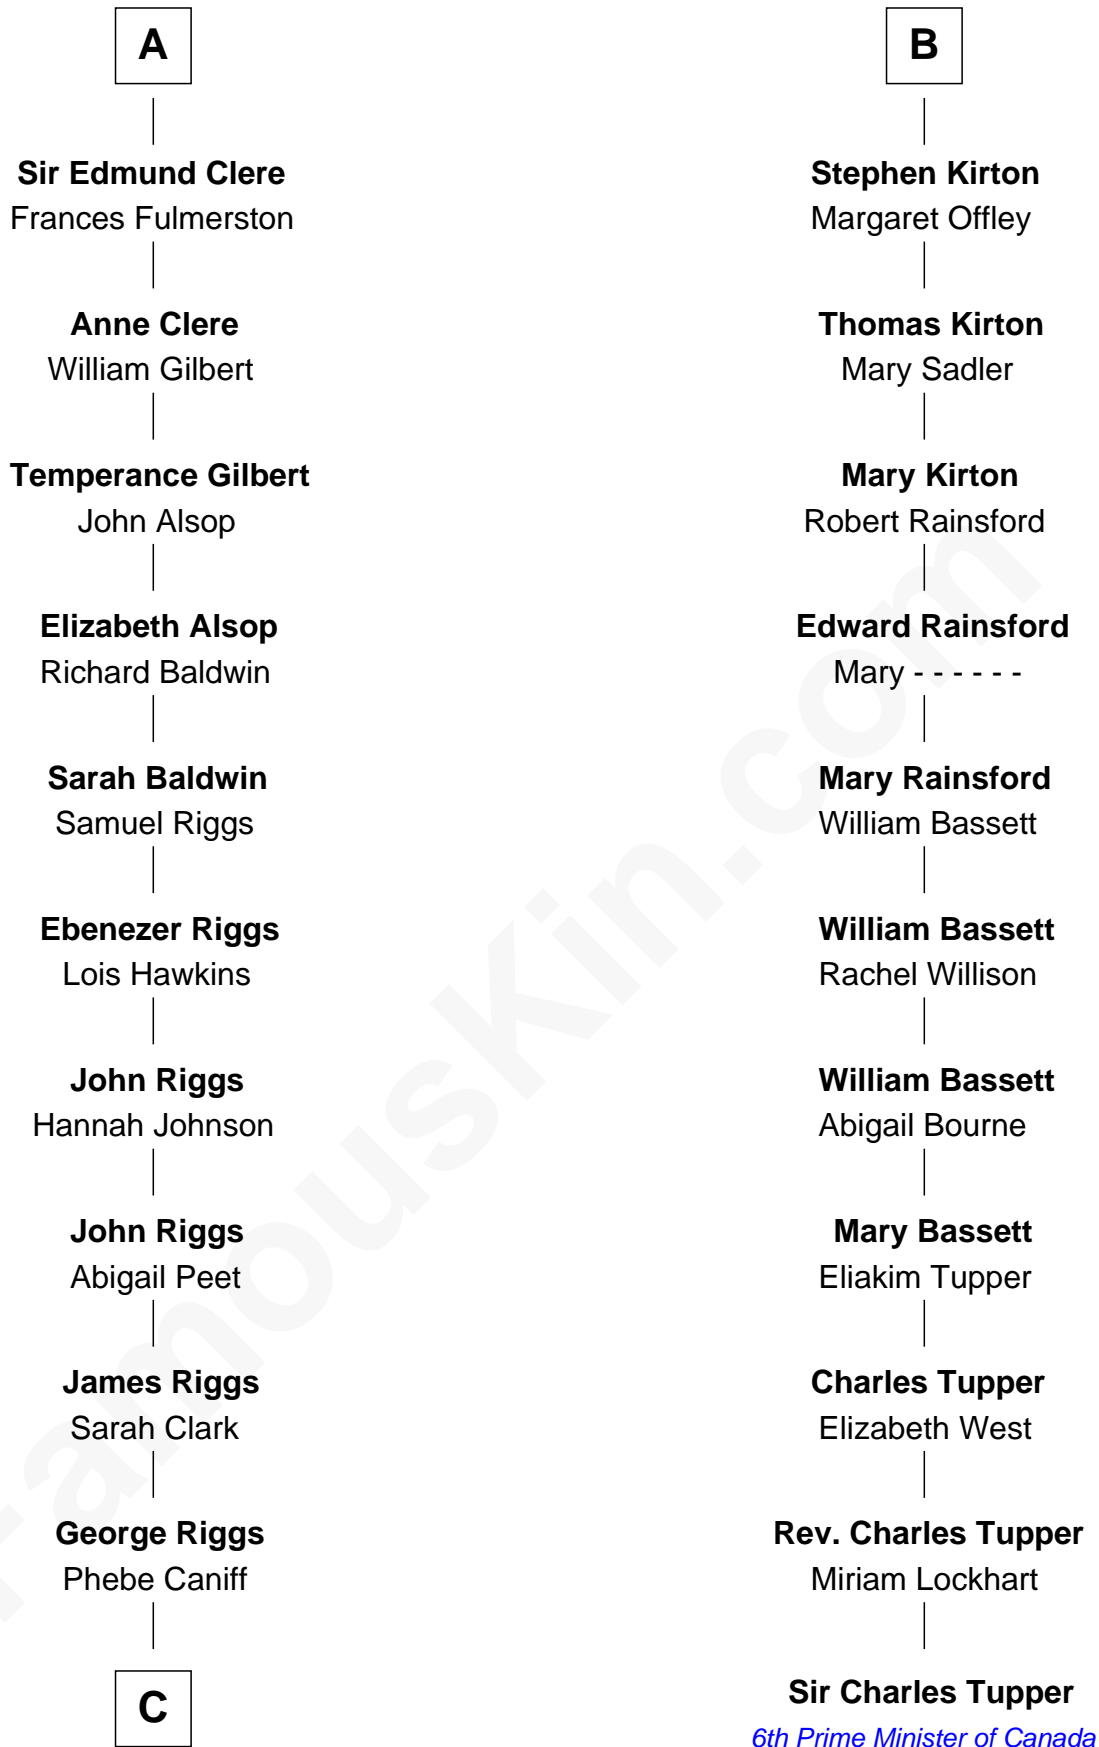 A
Sir Edmund Clere
Frances Fulmerston
Anne Clere
William Gilbert
Temperance Gilbert
John Alsop
Elizabeth Alsop
Richard Baldwin
Sarah Baldwin
Samuel Riggs
Ebenezer Riggs
Lois Hawkins
John Riggs
Hannah Johnson
John Riggs
Abigail Peet
James Riggs
Sarah Clark
George Riggs
Phebe Caniff
C
B
Stephen Kirton
Margaret Offley
Thomas Kirton
Mary Sadler
Mary Kirton
Robert Rainsford
Edward Rainsford
Mary - - - - - -
Mary Rainsford
William Bassett
William Bassett
Rachel Willison
William Bassett
Abigail Bourne
Mary Bassett
Eliakim Tupper
Charles Tupper
Elizabeth West
Rev. Charles Tupper
Miriam Lockhart
Sir Charles Tupper
6th Prime Minister of Canada
FamousKin.com